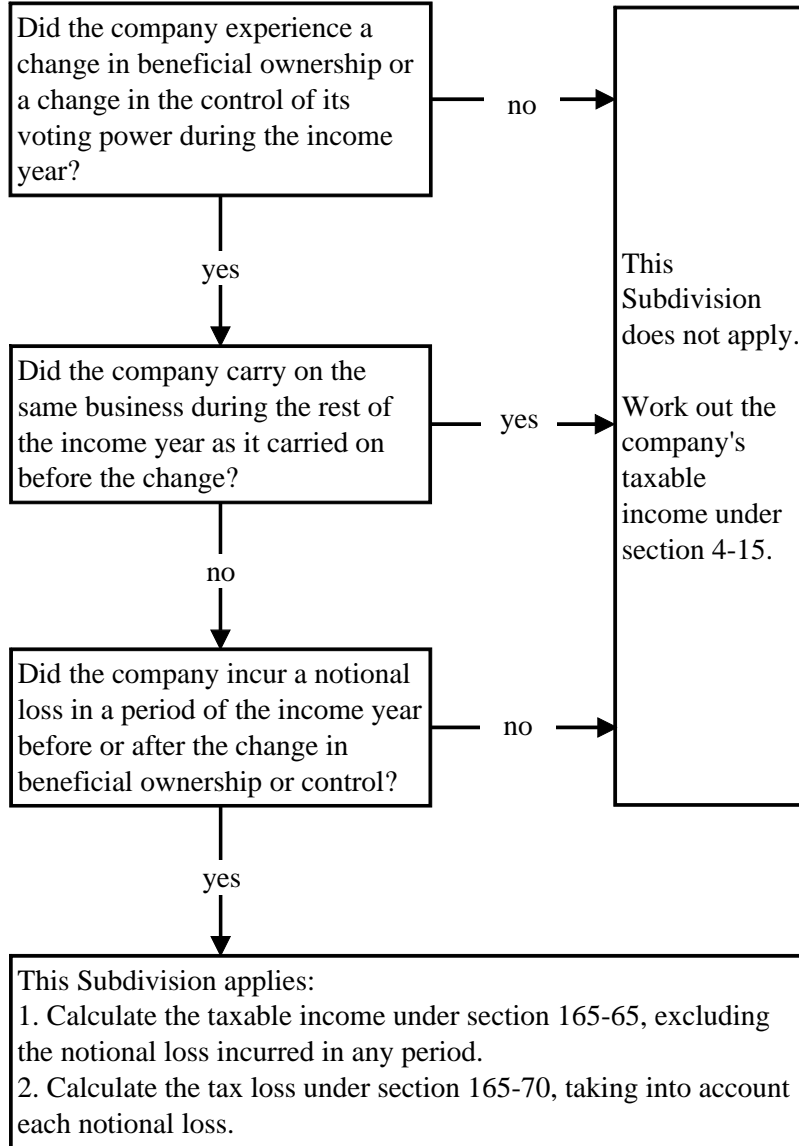 Did the company experience a
change in beneficial ownership or
a change in the control of its
voting power during the income
year?
no
yes
This
Subdivision
does not apply.
Work out the
company's
taxable
income under
section 4-15.
Did the company carry on the
same business during the rest of
the income year as it carried on
before the change?
yes
no
Did the company incur a notional
loss in a period of the income year
before or after the change in
beneficial ownership or control?
no
yes
This Subdivision applies:
1. Calculate the taxable income under section 165-65, excluding
the notional loss incurred in any period.
2. Calculate the tax loss under section 165-70, taking into account
each notional loss.